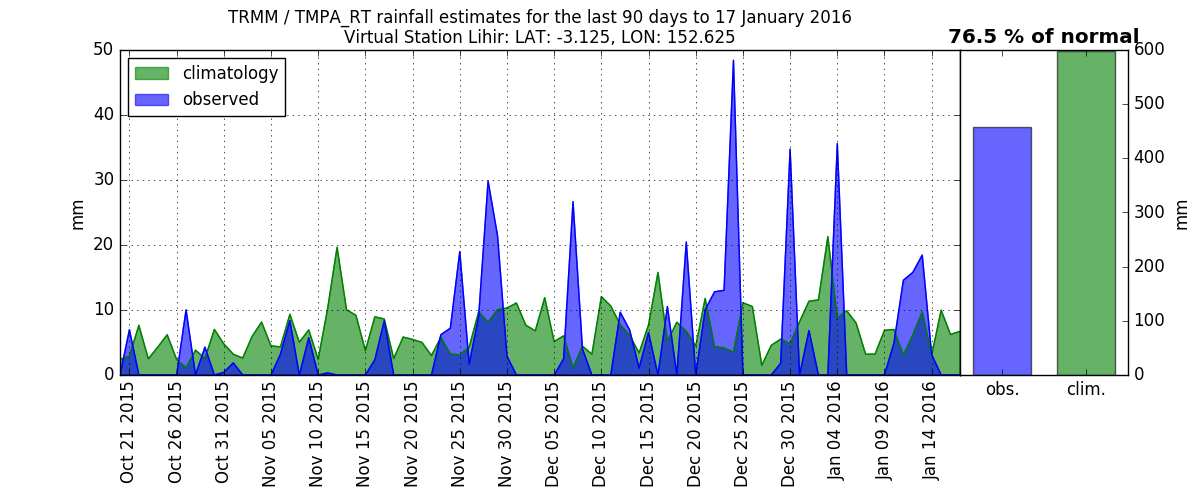 TRMM / TMPA_RT rainfall estimates for the last 90 days to 17 January 2016
Virtual Station Lihir: LAT: -3.125, LON: 152.625
76.5 % of normal
climatology
observed
mm
50
40
30
20
10
0
Oct 21 2015
Oct 26 2015
Oct 31 2015
Nov 05 2015
Nov 10 2015
Nov 15 2015
Nov 20 2015
Nov 25 2015
Nov 30 2015
Dec 05 2015
Dec 10 2015
Dec 15 2015
Dec 20 2015
Dec 25 2015
Dec 30 2015
Jan 04 2016
Jan 09 2016
Jan 14 2016
obs.
clim.
600
500
400
300
200
100
0
mm